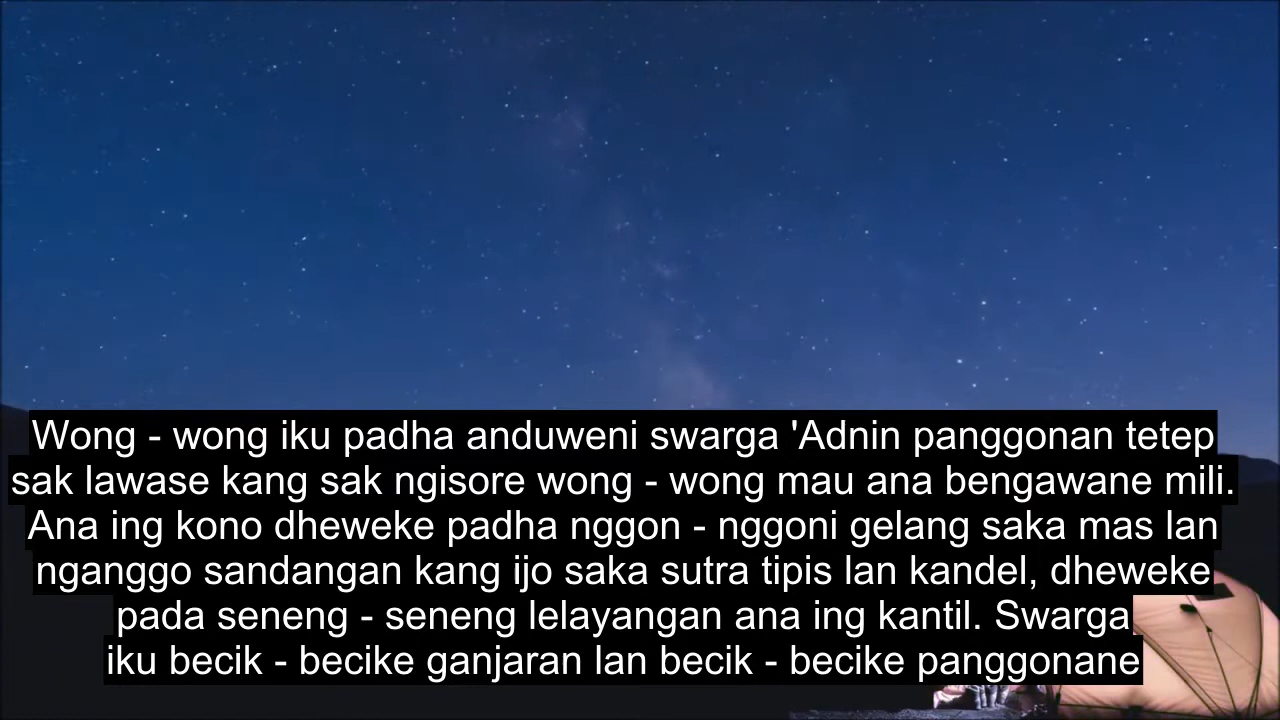 Wong - wong iku padha anduweni swarga 'Adnin panggonan tetep
sak lawase kang sak ngisore wong - wong mau ana bengawane mili.
Ana ing kono dheweke padha nggon - nggoni gelang saka mas lan
nganggo sandangan kang ijo saka sutra tipis lan kandel, dheweke
pada seneng - seneng lelayangan ana ing kantil. Swarga
iku becik - becike ganjaran lan becik - becike panggonane